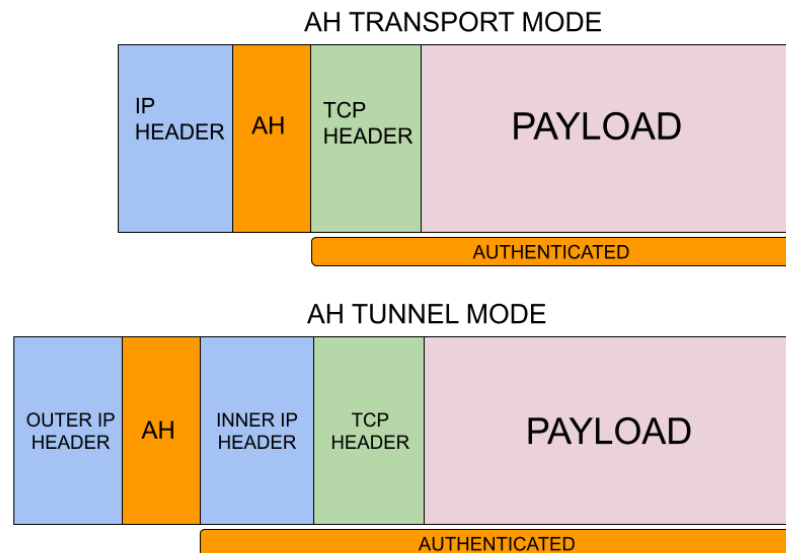 AH TRANSPORT MODE
IP
HEADER
AH
TCP
HEADER
PAYLOAD
AUTHENTICATED
AH TUNNEL MODE
OUTER IP
HEADER
AH
INNER IP
HEADER
TCP
HEADER
PAYLOAD
AUTHENTICATED